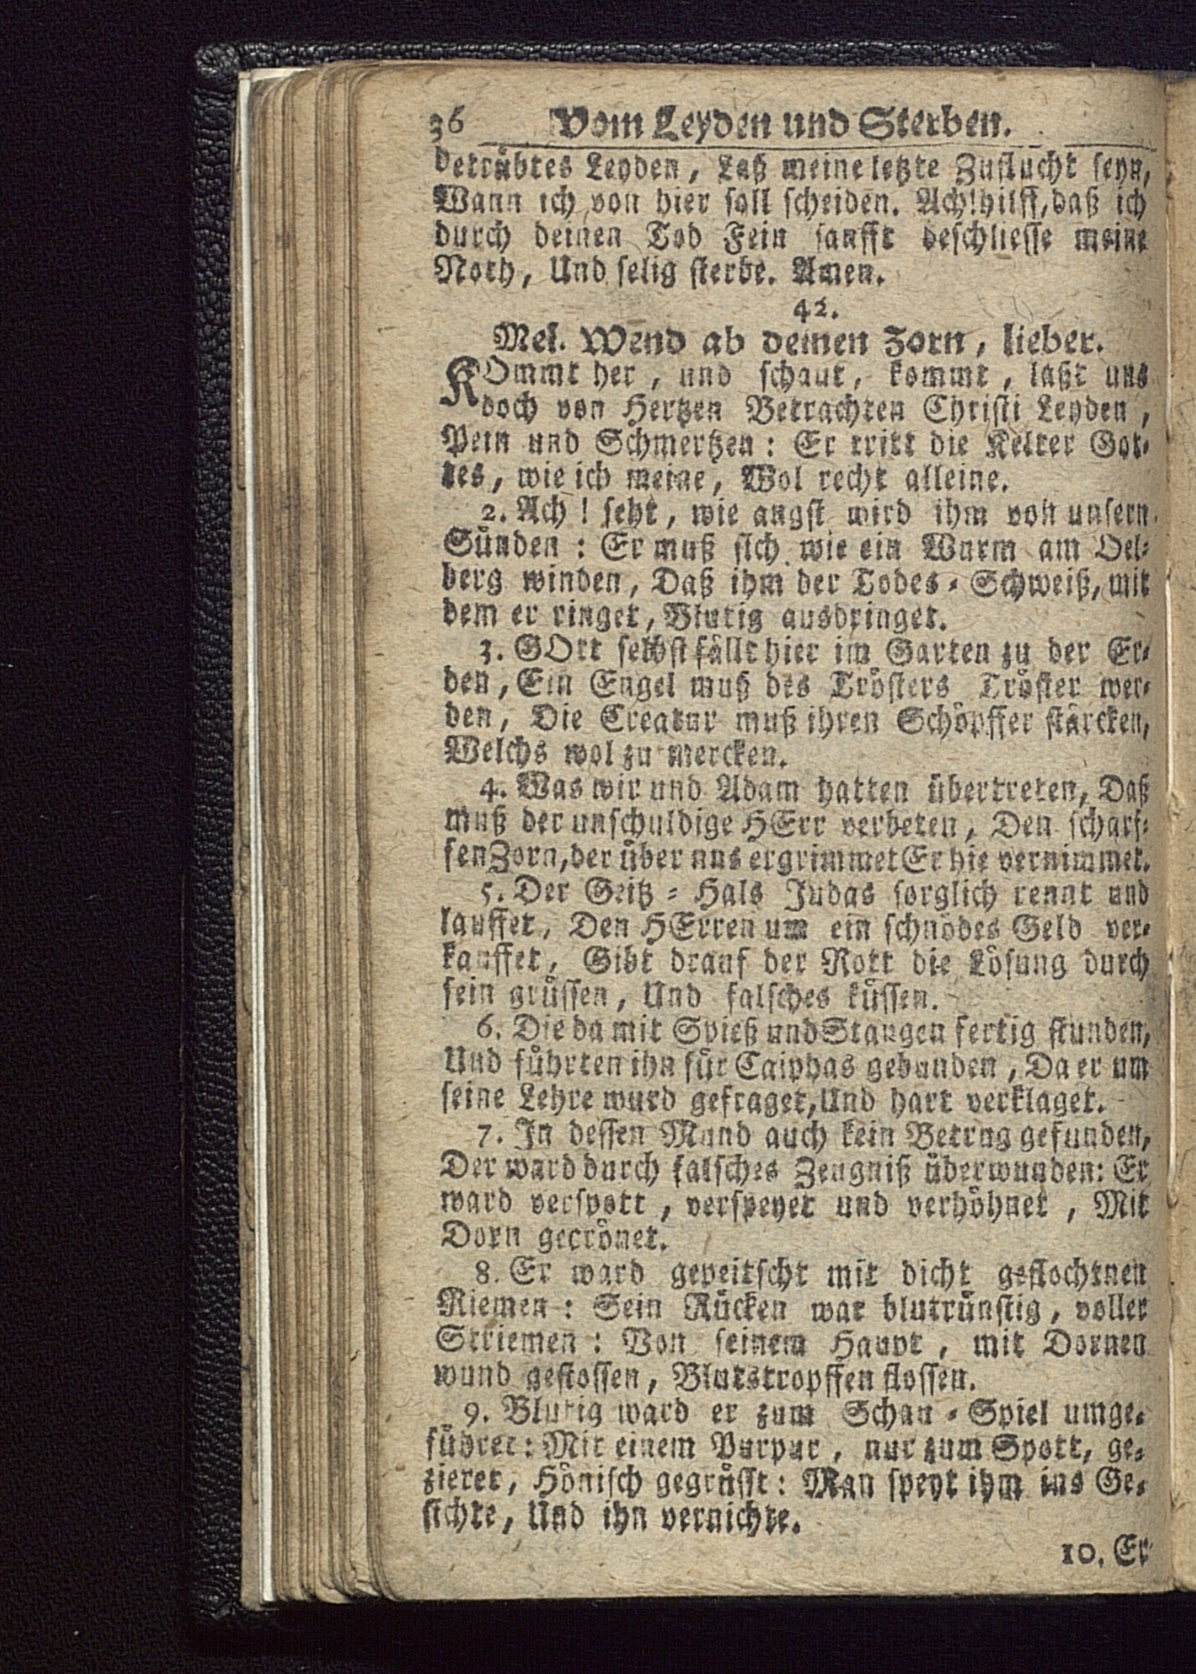 36 Vom Leyden und Sterben.
betrübtes Leyden, Laß meine letzte Zuflucht seyn,
Wann ich von hier soll scheiden. Ach! hilff, daß ich
durch deinen Tod Fein sanfft beschliesse meine
Noth, Und selig sterbe. Amen.
42.
Mel. Wend ab deinen Zorn, lieber.
KOmmt her, und schaut, kommt, laßt uns
doch von Hertzen Betrachten Christi Leyden,
Pein und Schmertzen: Er tritt die Kelter Got-
tes, wie ich meine, Wol recht alleine.
2. Ach! seht, wie angst wird ihm von unsern
Sünden: Er muß sich wie ein Wurm am Oel-
berg winden, Daß ihm der Todes-Schweiß, mit
dem er ringet, Blutig ausdringet.
3. GOtt selbst fällt hier im Garten zu der Er-
den, Ein Engel muß des Trösters Tröster wer-
den, Die Creatur muß ihren Schöpffer stärcken,
Welchs wol zu mercken.
4. Was wir und Adam hatten übertreten, Daß
muß der unschuldige HErr verbeten, Den scharf-
fen Zorn, der über uns ergrimmet Er hie vernimmet.
5. Der Geitz-Hals Judas sorglich rennt und
lauffet, Den HErren um ein schnödes Geld ver-
kauffet, Gibt drauf der Rott die Lösung durch
sein grüssen, Und falsches küssen.
6. Die da mit Spieß und Stangen fertig stunden,
Und führten ihn für Caiphas gebunden, Da er um
seine Lehre wurd gefraget, Und hart verklaget.
7. In dessen Mund auch kein Betrug gefunden,
Der ward durch falsches Zeugniß überwunden: Er
ward verspott, verspeyet und verhöhnet, Mit
Dorn gecrönet.
8. Er ward gepeitscht mit dicht geflochtnen
Riemen: Sein Rücken war blutrünstig, voller
Striemen: Von seinem Haupt, mit Dornen
wund gestossen, Blutstropffen flossen.
9. Blutig ward er zum Schau-Spiel umge-
führet: Mit einem Purpur, nur zum Spott, ge-
zieret, Hönisch gegrüsst: Man speyt ihm ins Ge-
sichte, Und ihn vernichte.
10. Er